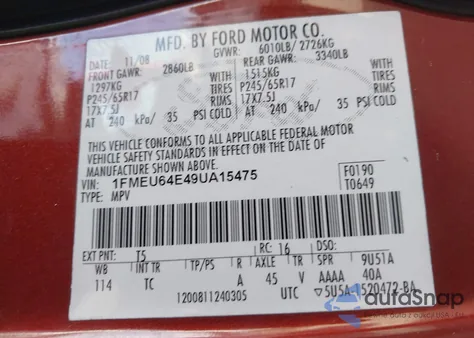 MFD. BY FORD MOTOR CO.
DATE: 11/08 GVWR: 6010LB/ 2726KG
FRONT GAWR: 2860LB REAR GAWR: 3340LB
1297KG WITH 1515KG WITH
P245/65R17 TIRES P245/65R17 TIRES
17X7.5J RIMS 17X7.5J RIMS
AT 240 kPa/ 35 PSI COLD AT 240 kPa/ 35 PSI COLD
THIS VEHICLE CONFORMS TO ALL APPLICABLE FEDERAL MOTOR
VEHICLE SAFETY STANDARDS IN EFFECT ON THE DATE OF
MANUFACTURE SHOWN ABOVE.
VIN: 1FMEU64E49UA15475 F0190
TYPE: MPV T0649
EXT PNT: T5 RC: 16 DSO:
WB INT TR TP/PS R AXLE TR SPR 9U51A
114 TC A 45 V AAAA 40A
1200811240305 UTC ▽5U5A-1520472-BA
autoSnap